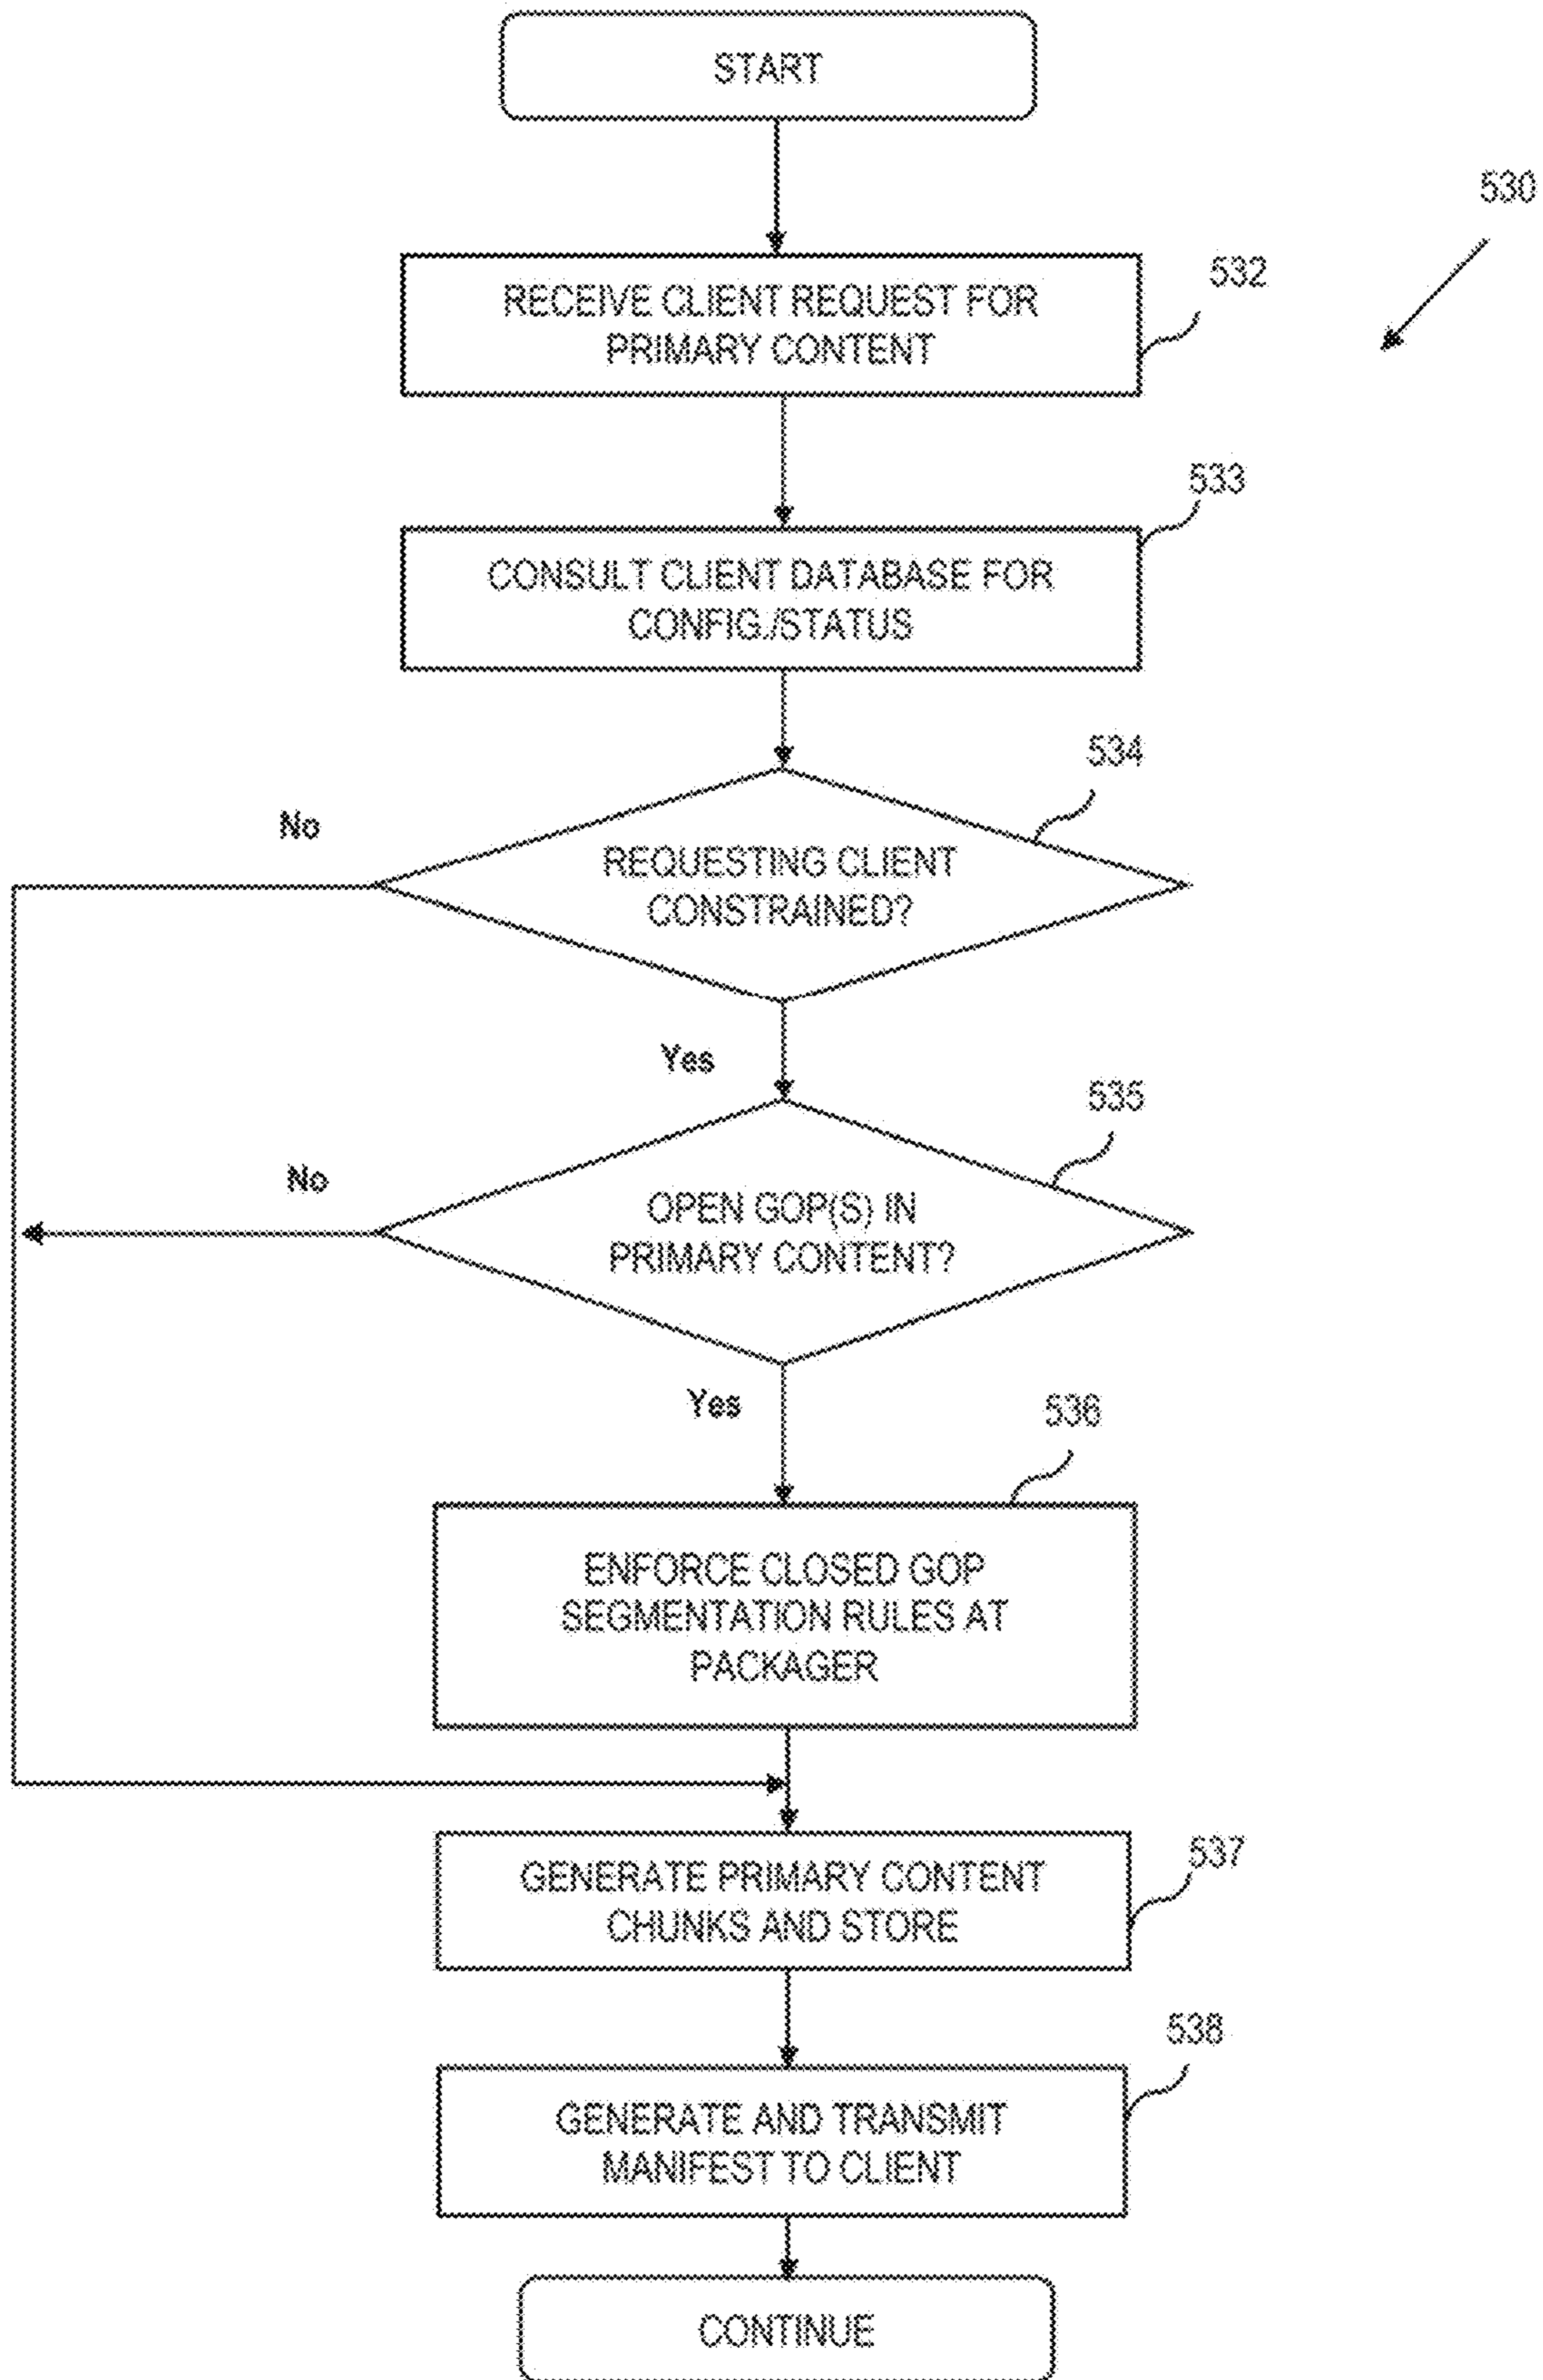 START
530
532
RECEIVE CLIENT REQUEST FOR
PRIMARY CONTENT
533
CONSULT CLIENT DATABASE FOR
CONFIG./STATUS
534
No
REQUESTING CLIENT
CONSTRAINED?
Yes
535
No
OPEN GOP(S) IN
PRIMARY CONTENT?
Yes
536
ENFORCE CLOSED GOP
SEGMENTATION RULES AT
PACKAGER
537
GENERATE PRIMARY CONTENT
CHUNKS AND STORE
538
GENERATE AND TRANSMIT
MANIFEST TO CLIENT
CONTINUE